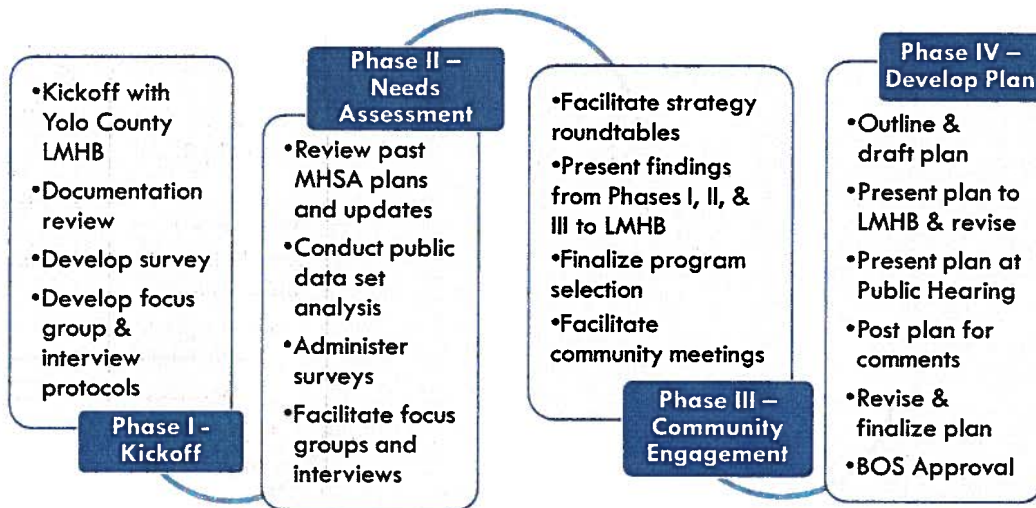 •Kickoff with
Yolo County
LMHB
•Documentation
review
•Develop survey
•Develop focus
group &
interview
protocols
Phase I -
Kickoff
Phase II –
Needs
Assessment
•Review past
MHSA plans
and updates
•Conduct public
data set
analysis
•Administer
surveys
•Facilitate focus
groups and
interviews
•Facilitate strategy
roundtables
•Present findings
from Phases I, II, &
III to LMHB
•Finalize program
selection
•Facilitate
community meetings
Phase III –
Community
Engagement
Phase IV –
Develop Plan
•Outline &
draft plan
•Present plan to
LMHB & revise
•Present plan at
Public Hearing
•Post plan for
comments
•Revise &
finalize plan
•BOS Approval